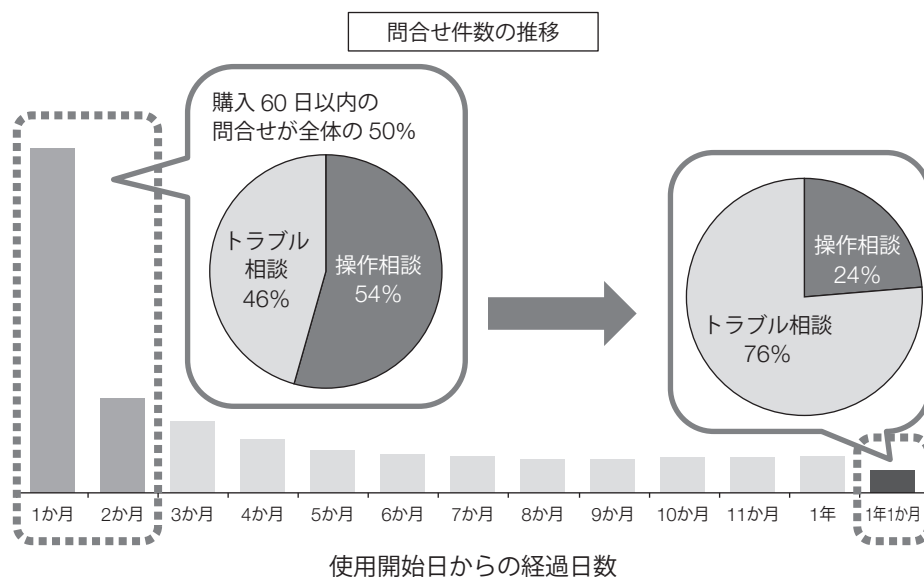 問合せ件数の推移
購入 60 日以内の
問合せが全体の 50%
トラブル
相談
46%
操作相談
54%
操作相談
24%
トラブル相談
76%
1か月
2か月
3か月
4か月
5か月
6か月
7か月
8か月
9か月
10か月
11か月
1年
1年1か月
使用開始日からの経過日数